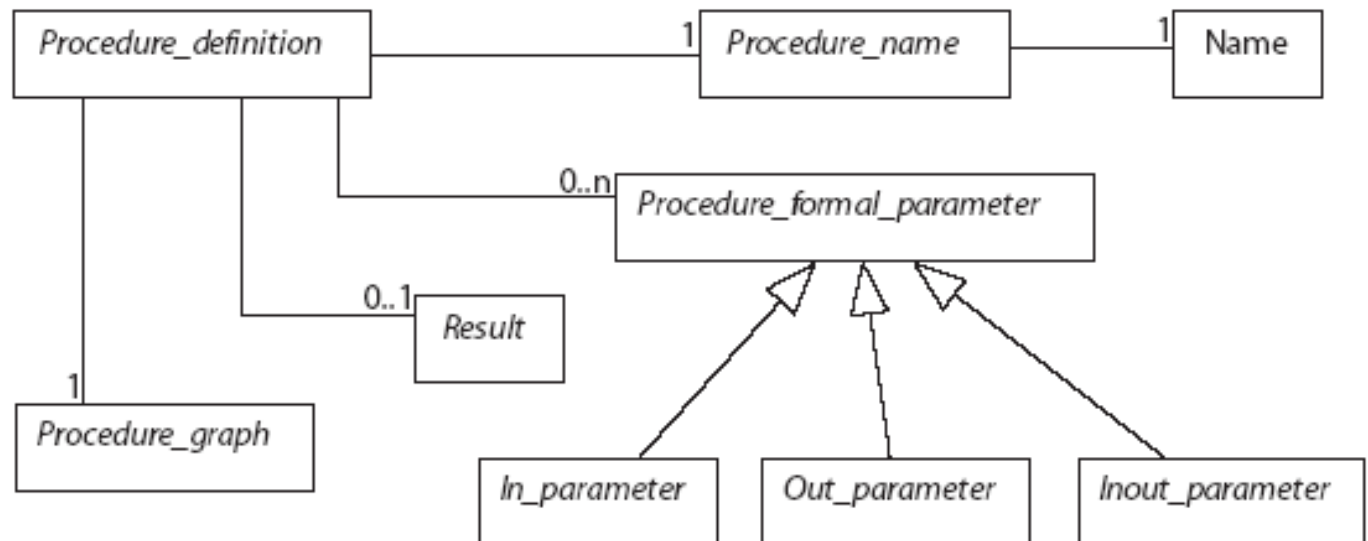 Procedure_definition
1
Procedure_name
1
Name
0..n
Procedure_formal_parameter
0..1
Result
1
Procedure_graph
In_parameter
Out_parameter
Inout_parameter